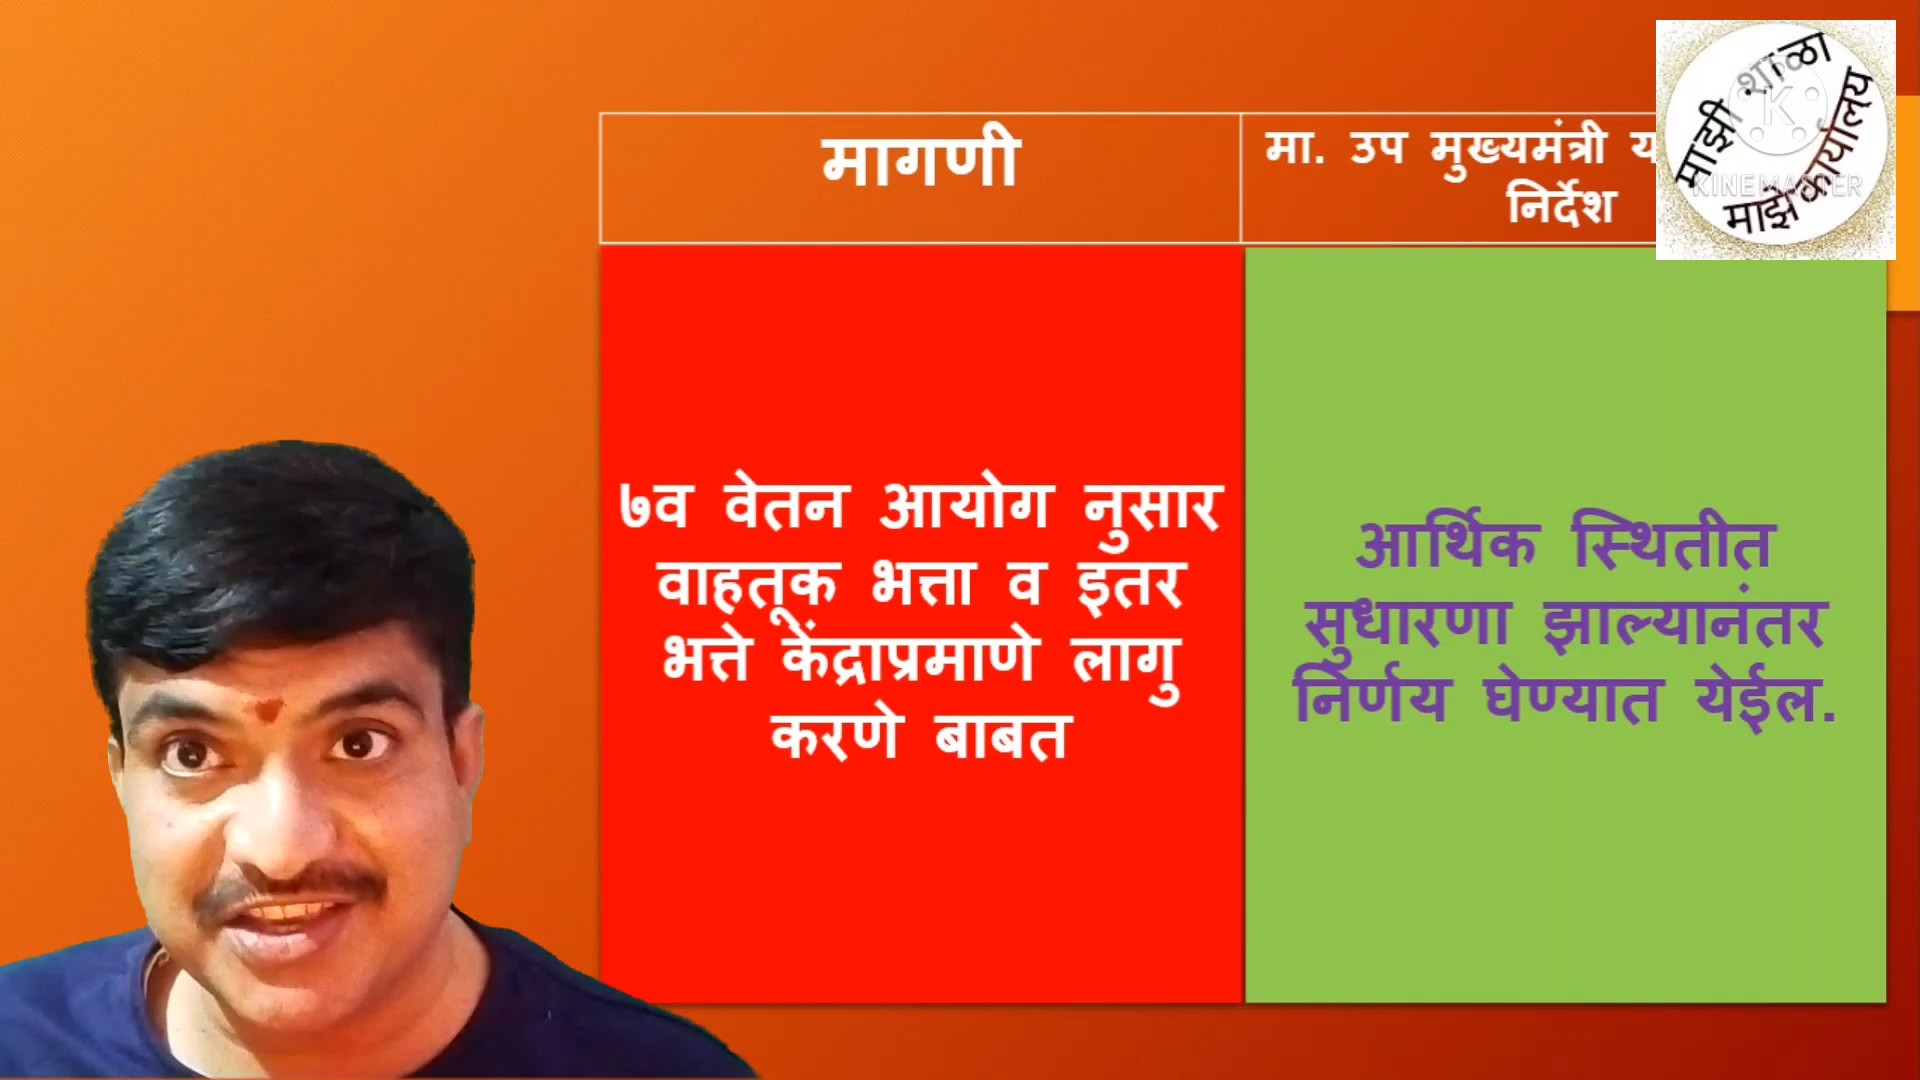 मागणी
मा. उप मुख्यमंत्री
निर्देश
७व वेतन आयोग नुसार
वाहतूक भत्ता व इतर
भत्ते केंद्राप्रमाणे लागु
करणे बाबत
आर्थिक स्थितीत
सुधारणा झाल्यानंतर
निर्णय घेण्यात येईल.
माझी शाळा
माझे कार्यालय
KINEMASTER